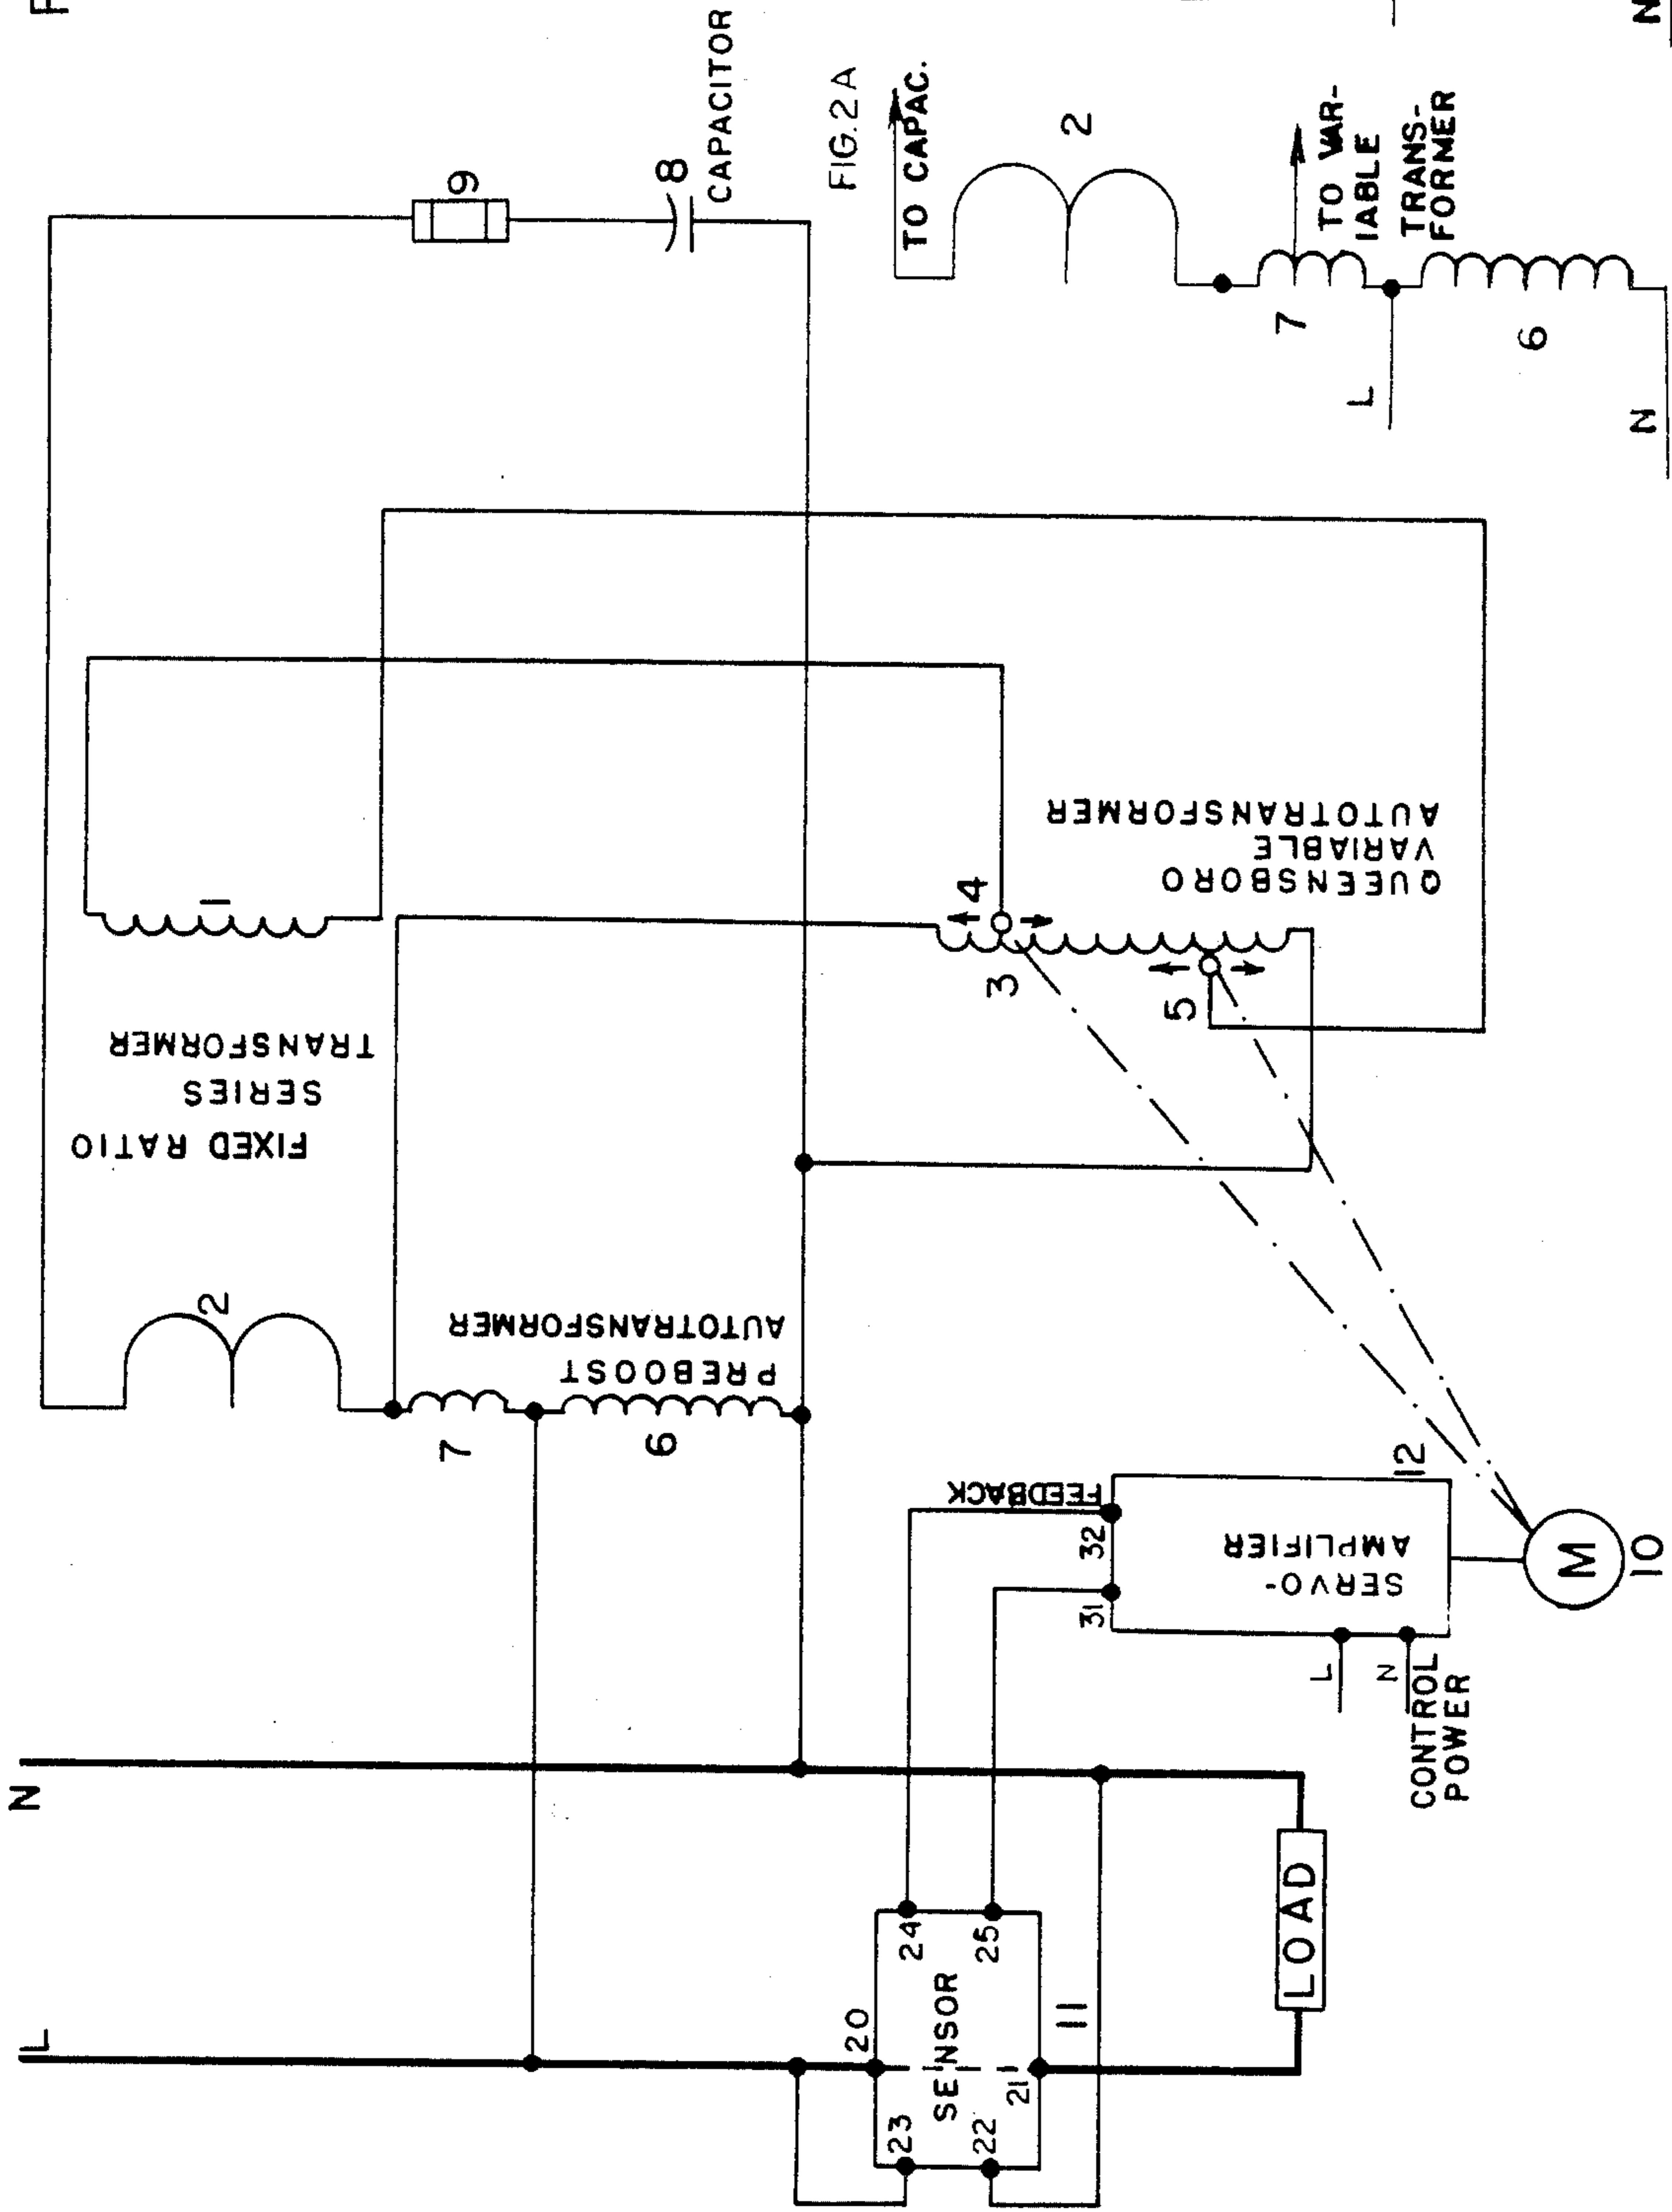 F
N
L
FIXED RATIO
SERIES
TRANSFORMER
1
2
9
8
CAPACITOR
PREBOOST
AUTOTRANSFORMER
7
6
QUEENSBORO
VARIABLE
AUTOTRANSFORMER
3
4
5
FEEDBACK
32
31
SERVO-
AMPLIFIER
12
L
N
CONTROL
POWER
M
10
20
24
25
23
22
21
SENSOR
11
LOAD
FIG. 2A
TO CAPAC.
2
7
TO VAR-
IABLE
TRANS-
FORMER
L
6
N
N